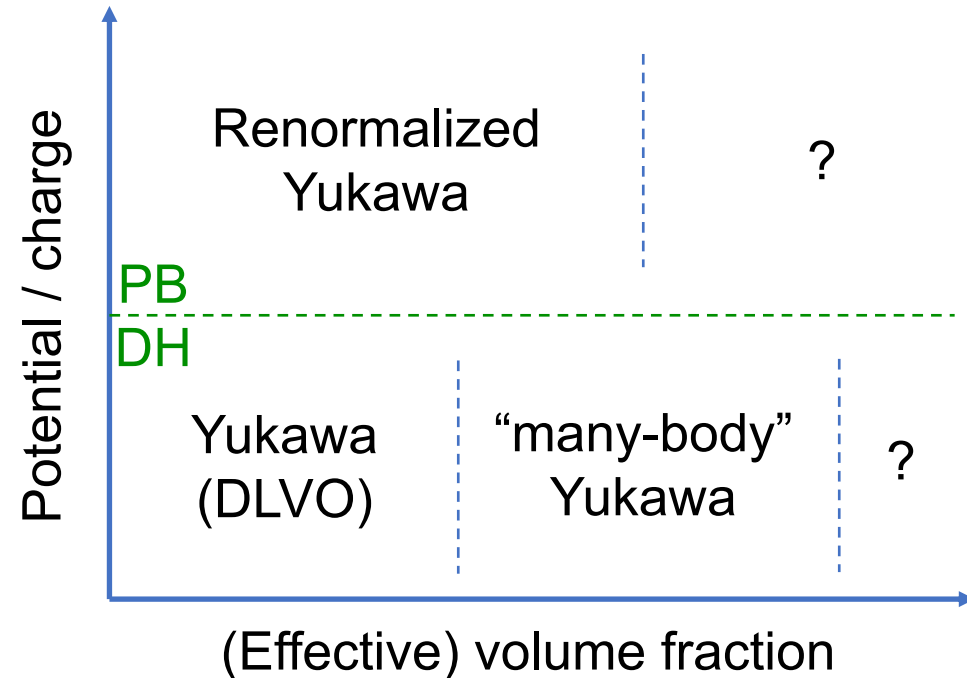 Potential / charge
Renormalized
Yukawa
?
PB
DH
Yukawa
(DLVO)
“many-body”
Yukawa
?
(Effective) volume fraction